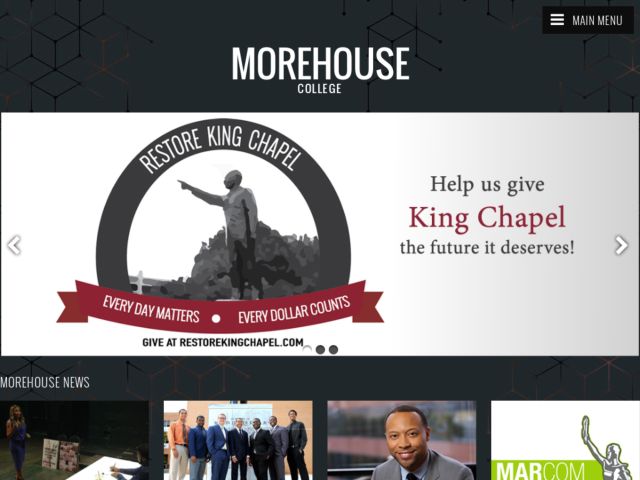 MAIN MENU
MOREHOUSE
COLLEGE
RESTORE KING CHAPEL
EVERY DAY MATTERS • EVERY DOLLAR COUNTS
GIVE AT RESTOREKINGCHAPEL.COM
Help us give
King Chapel
the future it deserves!
MOREHOUSE NEWS
MARCOM